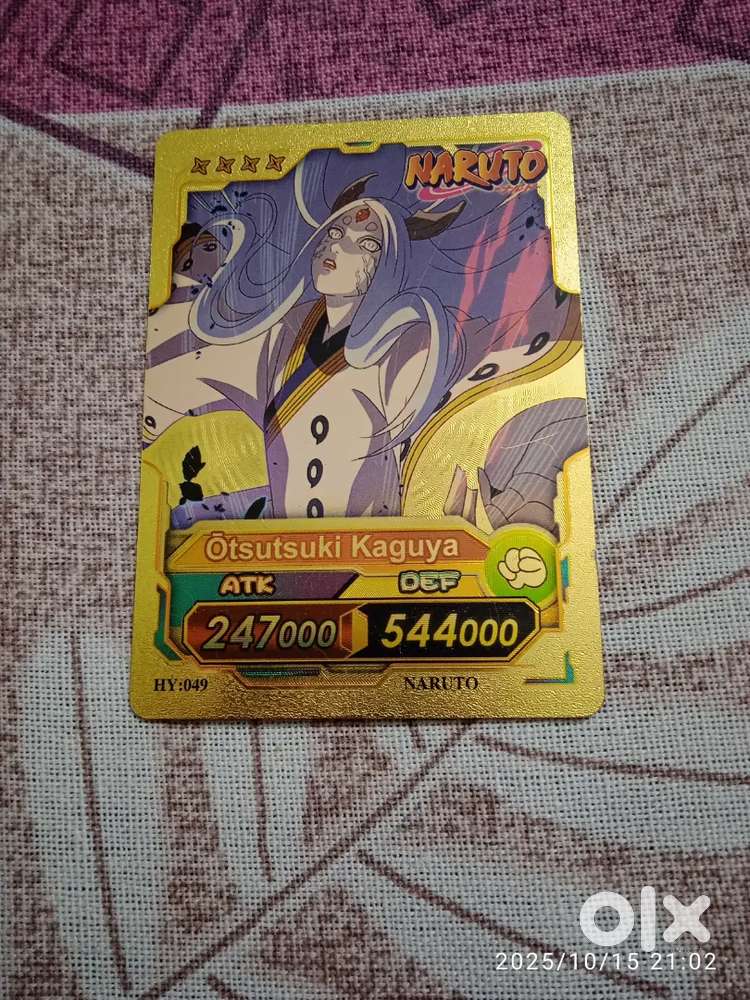 NARUTO
Ōtsutsuki Kaguya
ATK DEF
247000 544000
HY:049 NARUTO
olx
2025/10/15 21:02